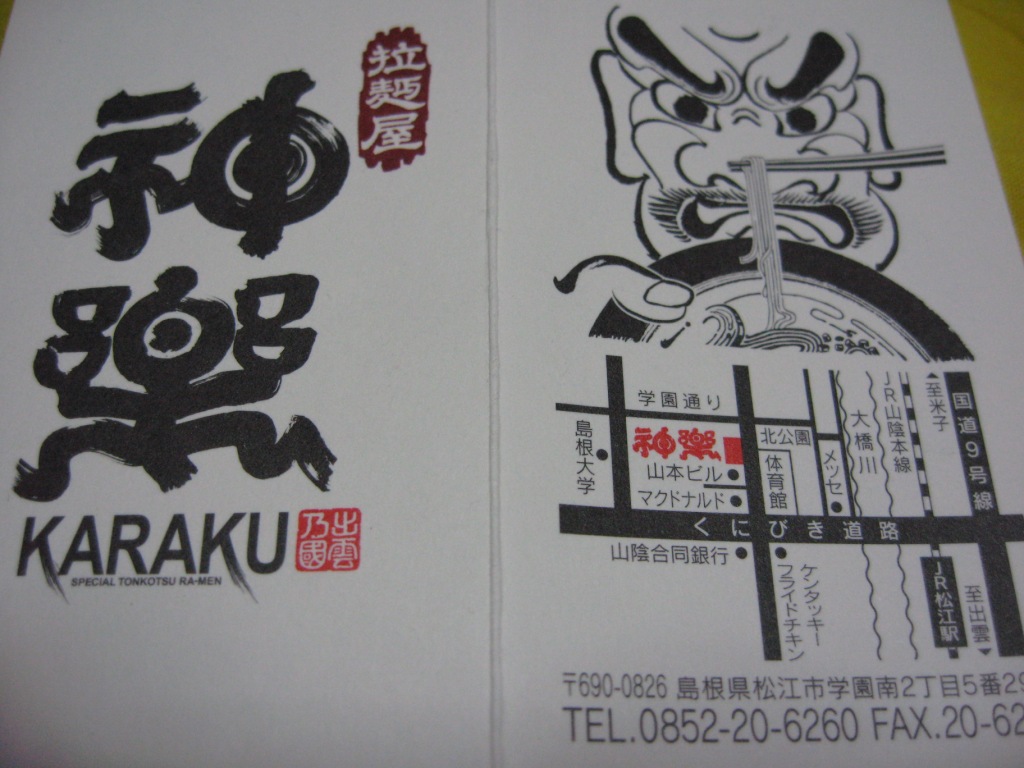 拉麺屋
神樂
KARAKU
SPECIAL TONKOTSU RA-MEN
出雲
乃國
学園通り
島根大学
神樂
山本ビル
マクドナルド
北公園
体育館
メッセ
大橋川
JR山陰本線
至米子
国道9号線
くにびき道路
山陰合同銀行
ケンタッキー
フライドチキン
JR松江駅
至出雲
〒690-0826 島根県松江市学園南2丁目5番29
TEL.0852-20-6260 FAX.20-62